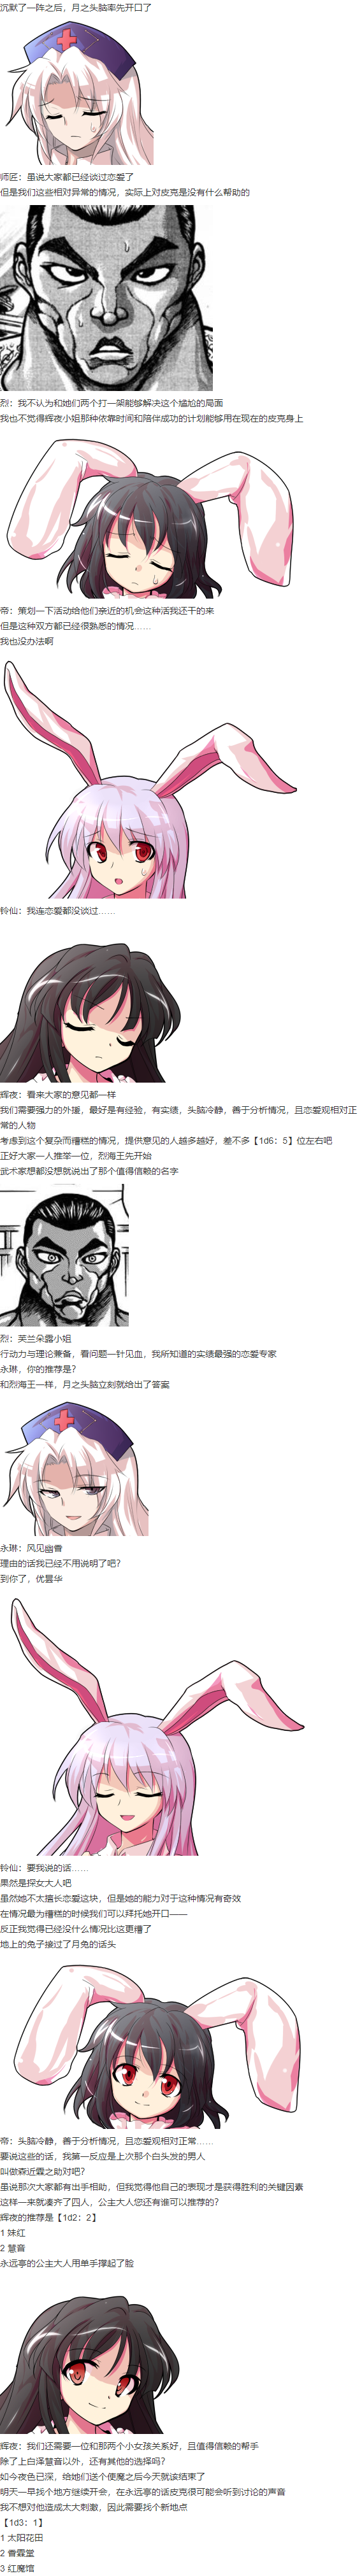 沉默了一阵之后，月之头脑率先开口了
师匠：虽说大家都已经谈过恋爱了
但是我们这些相对异常的情况，实际上对皮克是没有什么帮助的
烈：我不认为和她们两个打一架能够解决这个尴尬的局面
我也不觉得辉夜小姐那种依靠时间和陪伴成功的计划能够用在现在的皮克身上
帝：策划一下活动给他们亲近的机会这种活我还干的来
但是这种双方都已经很熟悉的情况……
我也没办法啊
铃仙：我连恋爱都没谈过……
辉夜：看来大家的意见都一样
我们需要强力的外援，最好是有经验，有实绩，头脑冷静，善于分析情况，且恋爱观相对正
常的人物
考虑到这个复杂而糟糕的情况，提供意见的人越多越好，差不多【1d6：5】位左右吧
正好大家一人推举一位，烈海王先开始
武术家想都没想就说出了那个值得信赖的名字
烈：芙兰朵露小姐
行动力与理论兼备，看问题一针见血，我所知道的实绩最强的恋爱专家
永琳，你的推荐是？
和烈海王一样，月之头脑立刻就给出了答案
永琳：风见幽香
理由的话我已经不用说明了吧？
到你了，优昙华
铃仙：要我说的话……
果然是探女大人吧
虽然她不太擅长恋爱这块，但是她的能力对于这种情况有奇效
在情况最为糟糕的时候我们可以拜托她开口——
反正我觉得已经没什么情况比这更糟了
地上的兔子接过了月兔的话头
帝：头脑冷静，善于分析情况，且恋爱观相对正常……
要说这些的话，我第一反应是上次那个白头发的男人
叫做森近霖之助对吧？
虽说那次大家都有出手相助，但我觉得他自己的表现才是获得胜利的关键因素
这样一来就凑齐了四人，公主大人您还有谁可以推荐的？
辉夜的推荐是【1d2：2】
1 妹红
2 慧音
永远亭的公主大人用单手撑起了脸
辉夜：我们还需要一位和那两个小女孩关系好，且值得信赖的帮手
除了上白泽慧音以外，还有其他的选择吗？
如今夜色已深，给她们送个使魔之后今天就该结束了
明天一早找个地方继续开会，在永远亭的话皮克很可能会听到讨论的声音
我不想对他造成太大刺激，因此需要找个新地点
【1d3：1】
1 太阳花田
2 香霖堂
3 红魔馆